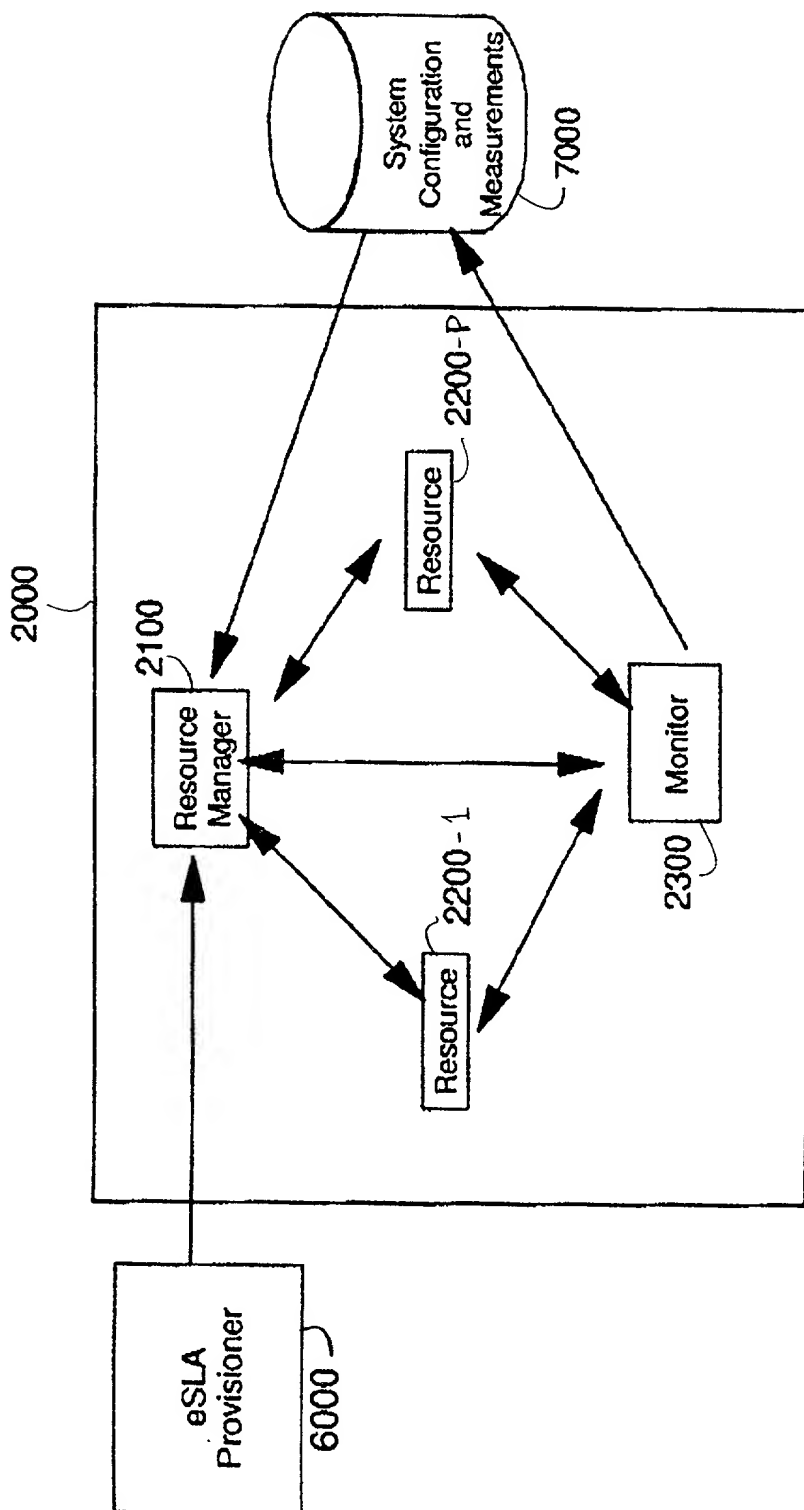 2000
eSLA
Provisioner
6000
Resource
Manager
2100
Resource
2200-1
Resource
2200-P
Monitor
2300
System
Configuration
and
Measurements
7000